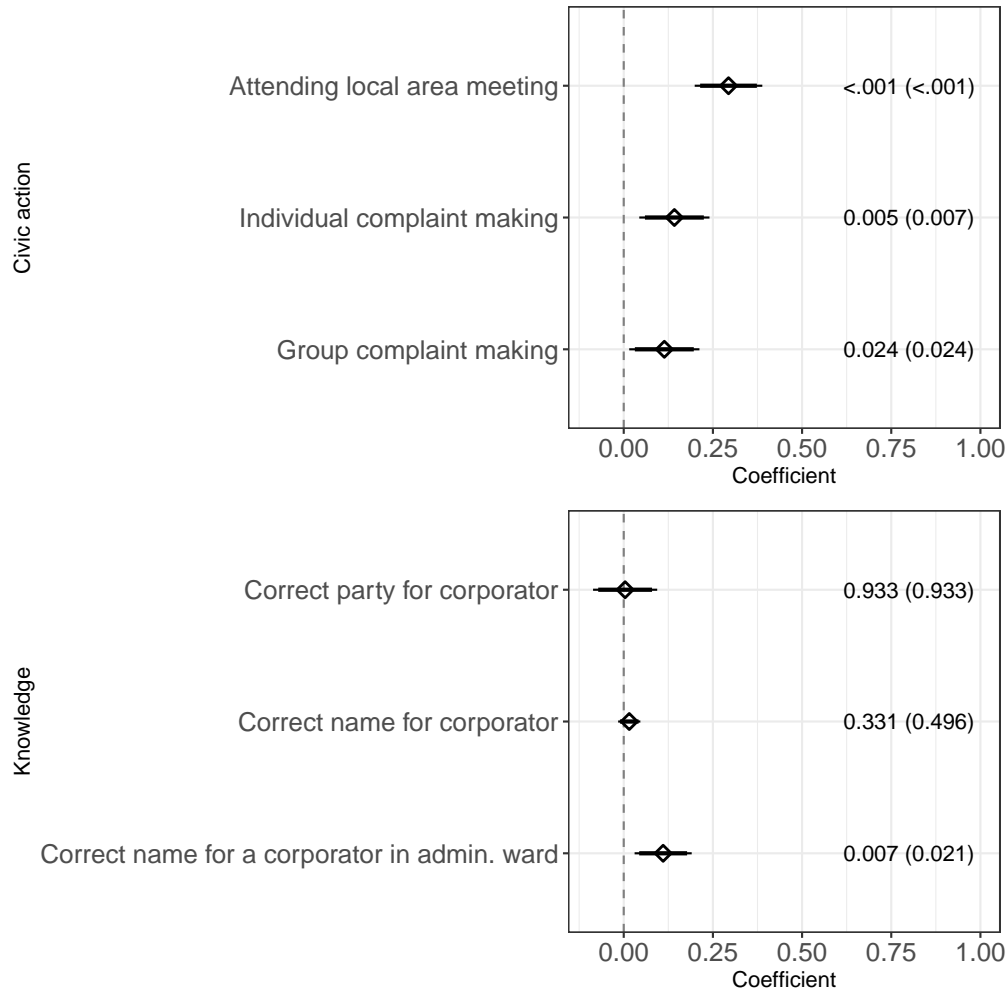 Civic action
Attending local area meeting
<.001 (<.001)
Individual complaint making
0.005 (0.007)
Group complaint making
0.024 (0.024)
0.00 0.25 0.50 0.75 1.00
Coefficient
Knowledge
Correct party for corporator
0.933 (0.933)
Correct name for corporator
0.331 (0.496)
Correct name for a corporator in admin. ward
0.007 (0.021)
0.00 0.25 0.50 0.75 1.00
Coefficient